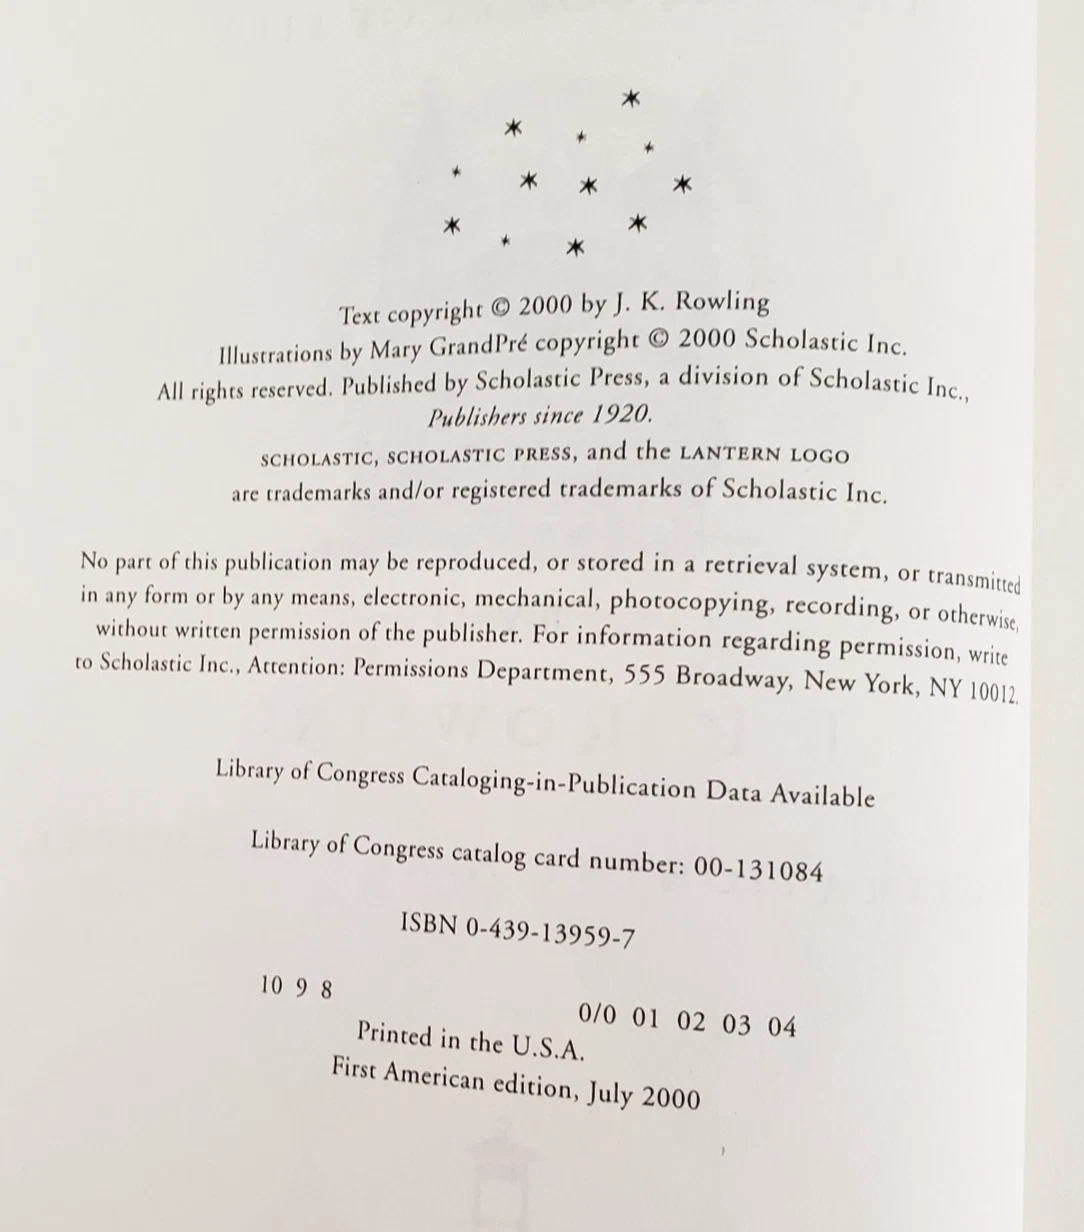 Text copyright © 2000 by J. K. Rowling
Illustrations by Mary GrandPré copyright © 2000 Scholastic Inc.
All rights reserved. Published by Scholastic Press, a division of Scholastic Inc.,
Publishers since 1920.
SCHOLASTIC, SCHOLASTIC PRESS, and the LANTERN LOGO
are trademarks and/or registered trademarks of Scholastic Inc.
No part of this publication may be reproduced, or stored in a retrieval system, or transmitted
in any form or by any means, electronic, mechanical, photocopying, recording, or otherwise,
without written permission of the publisher. For information regarding permission, write
to Scholastic Inc., Attention: Permissions Department, 555 Broadway, New York, NY 10012.
Library of Congress Cataloging-in-Publication Data Available
Library of Congress catalog card number: 00-131084
ISBN 0-439-13959-7
10 9 8 0/0 01 02 03 04
Printed in the U.S.A.
First American edition, July 2000